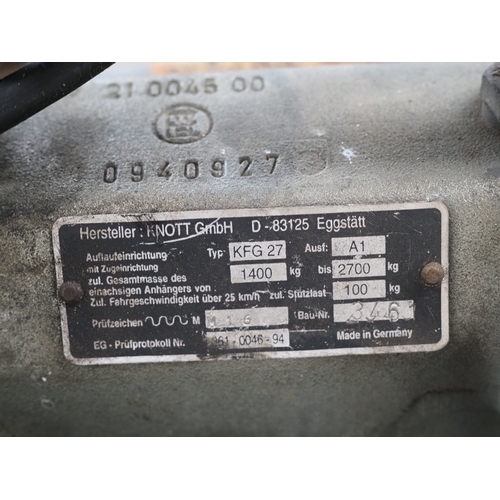 21 0045 00
0940927
Hersteller : KNOTT GmbH D - 83125 Eggstätt
Auflaufeinrichtung Typ KFG 27 Ausf: A1
mit Zugeinrichtung
zul. Gesamtmasse des 1400 kg bis 2700 kg
einachsigen Anhängers von
Zul. Fahrgeschwindigkeit über 25 km/h zul. Stützlast 100 kg
Prüfzeichen M Bau-Nr. 346
EG - Prüfprotokoll Nr. 361-0046-94 Made in Germany